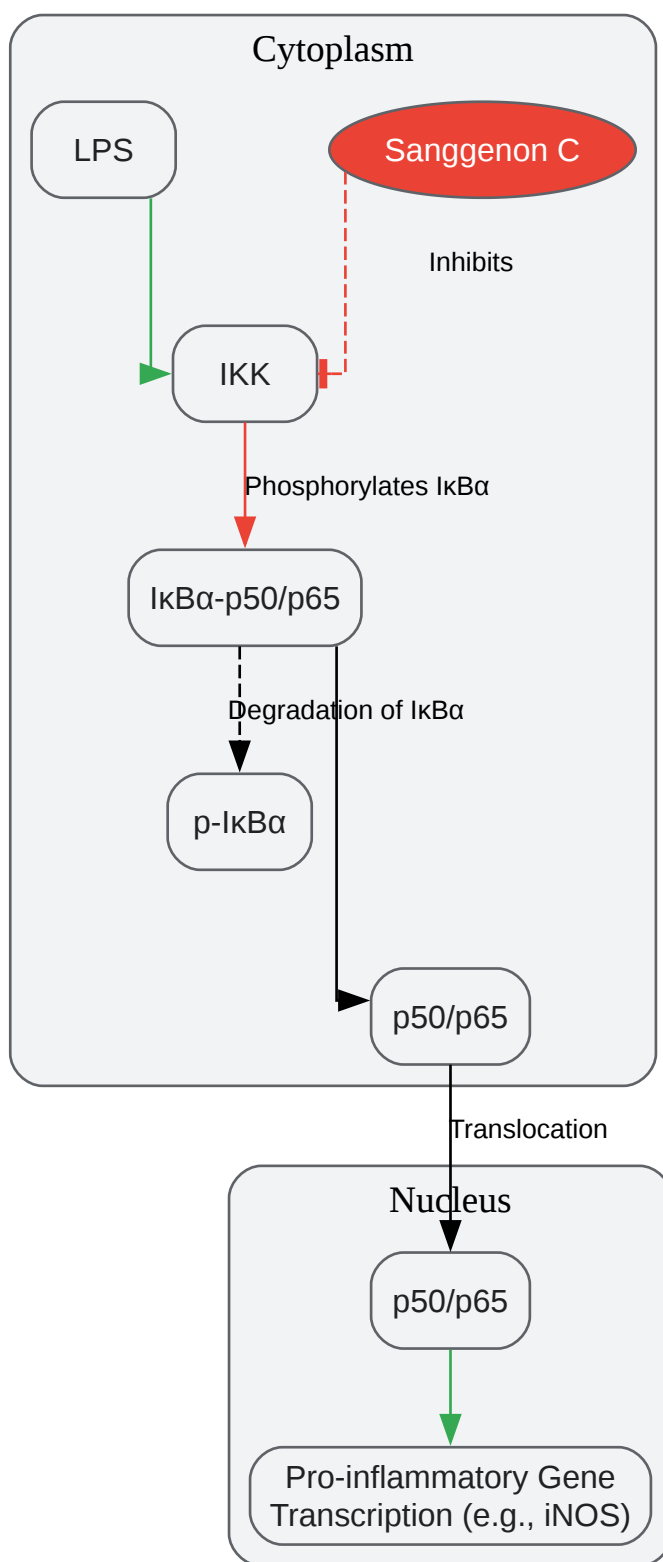 Cytoplasm
LPS
Sanggenon C
Inhibits
IKK
Phosphorylates IκBα
IκBα-p50/p65
Degradation of IκBα
p-IκBα
p50/p65
Translocation
Nucleus
p50/p65
Pro-inflammatory Gene
Transcription (e.g., iNOS)